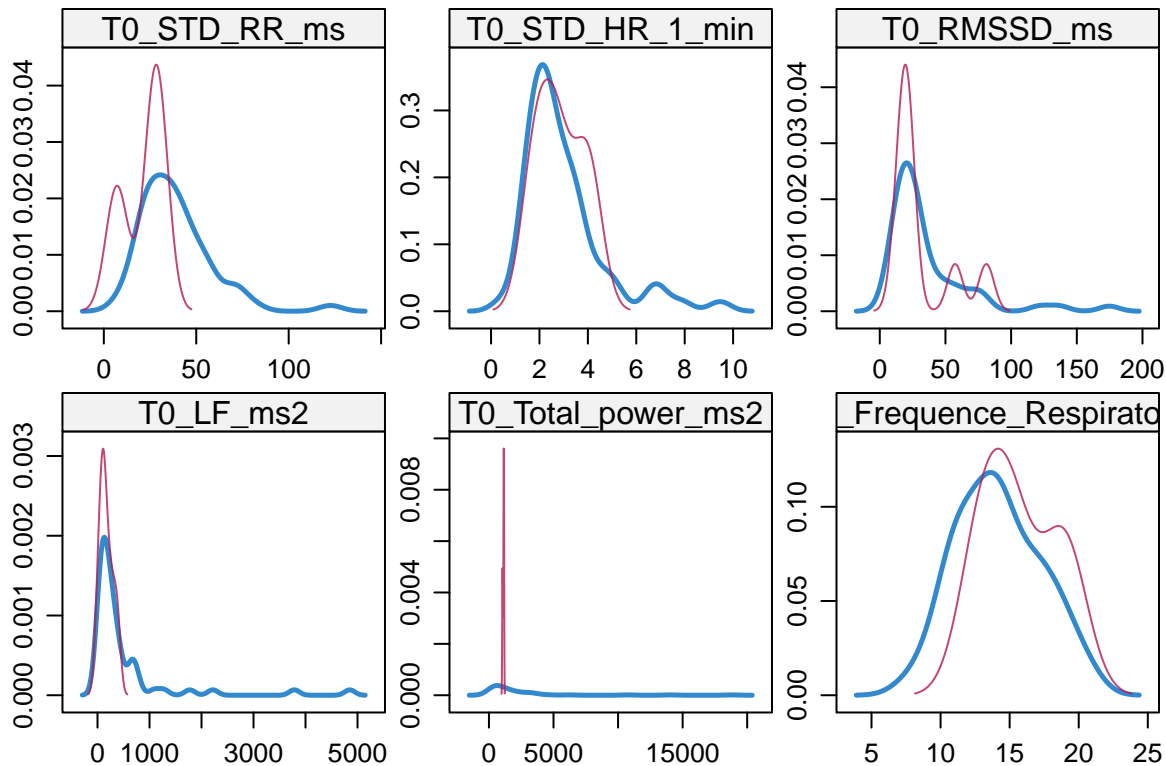 T0_STD_RR_ms
T0_STD_HR_1_min
T0_RMSSD_ms
0.00 0.01 0.02 0.03 0.04
0 50 100
0.0 0.1 0.2 0.3
0 2 4 6 8 10
0.00 0.01 0.02 0.03 0.04
0 50 100 150 200
T0_LF_ms2
T0_Total_power_ms2
_Frequence_Respirato
0.000 0.001 0.002 0.003
0 1000 3000 5000
0.000 0.004 0.008
0 5000 15000
0.00 0.05 0.10
5 10 15 20 25